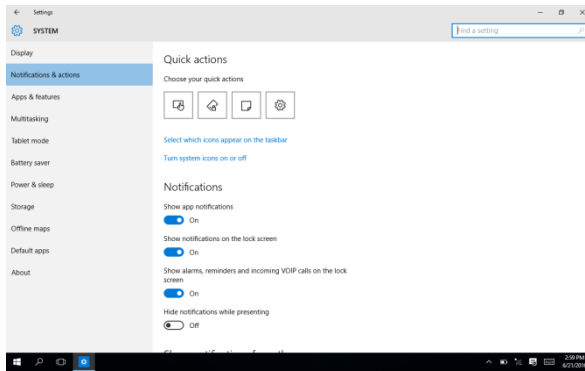 Settings
SYSTEM
Find a setting
Display
Notifications & actions
Apps & features
Multitasking
Tablet mode
Battery saver
Power & sleep
Storage
Offline maps
Default apps
About
Quick actions
Choose your quick actions
Select which icons appear on the taskbar
Turn system icons on or off
Notifications
Show app notifications
On
Show notifications on the lock screen
On
Show alarms, reminders and incoming VOIP calls on the lock
screen
On
Hide notifications while presenting
Off
2:59 PM